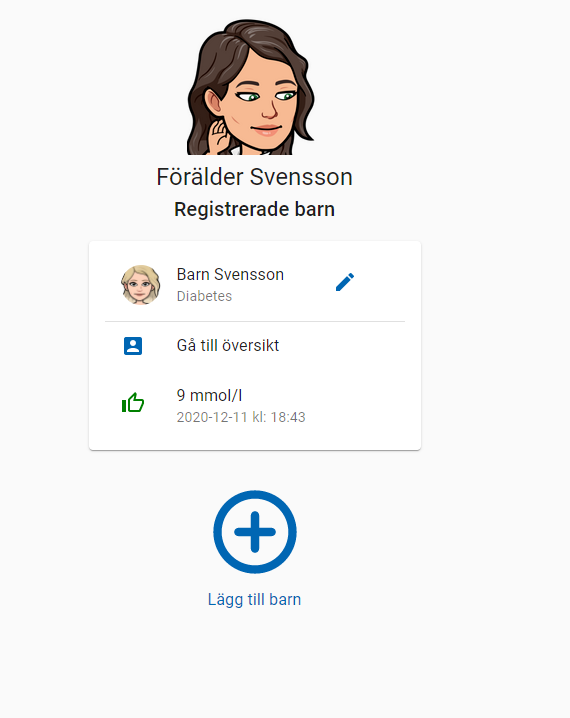 Förälder Svensson
Registrerade barn
Barn Svensson
Diabetes
Gå till översikt
9 mmol/l
2020-12-11 kl: 18:43
Lägg till barn